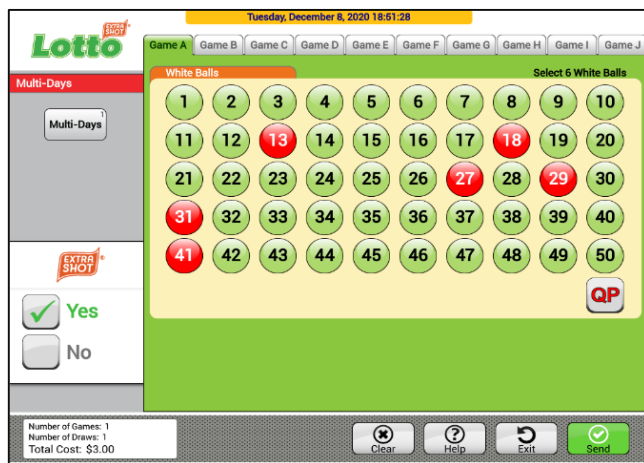 Tuesday, December 8, 2020 18:51:28
Lotto EXTRA SHOT
Game A Game B Game C Game D Game E Game F Game G Game H Game I Game J
White Balls Select 6 White Balls
Multi-Days
Multi-Days 1
1 2 3 4 5 6 7 8 9 10
11 12 13 14 15 16 17 18 19 20
21 22 23 24 25 26 27 28 29 30
31 32 33 34 35 36 37 38 39 40
41 42 43 44 45 46 47 48 49 50
QP
EXTRA SHOT
Yes
No
Number of Games: 1
Number of Draws: 1
Total Cost: $3.00
Clear Help Exit Send